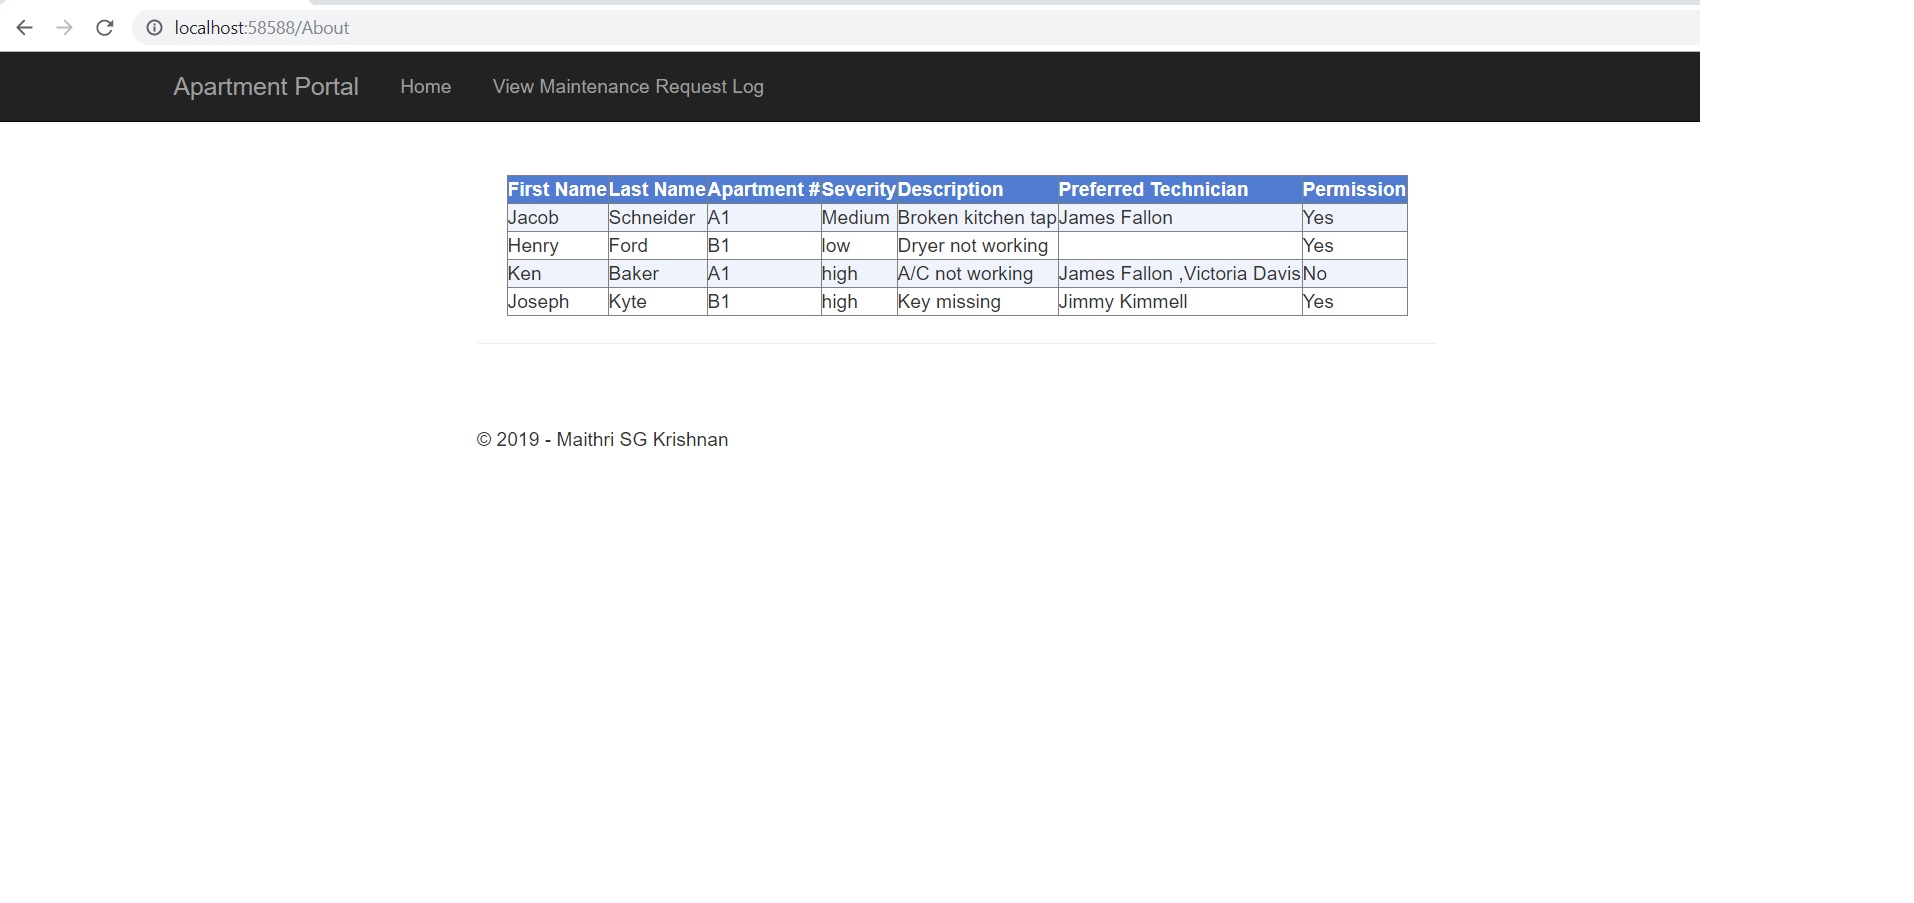 localhost:58588/About
Apartment Portal Home View Maintenance Request Log
First Name Last Name Apartment # Severity Description Preferred Technician Permission
Jacob Schneider A1 Medium Broken kitchen tap James Fallon Yes
Henry Ford B1 low Dryer not working Yes
Ken Baker A1 high A/C not working James Fallon ,Victoria Davis No
Joseph Kyte B1 high Key missing Jimmy Kimmell Yes
© 2019 - Maithri SG Krishnan